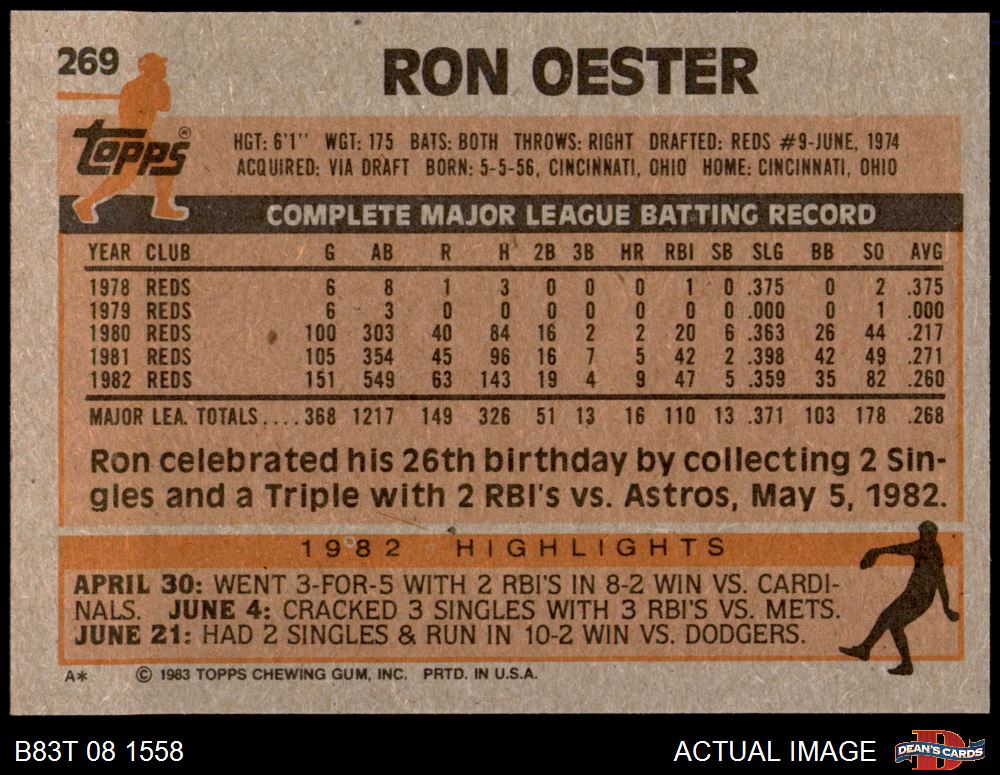 269
RON OESTER
Topps®
HGT: 6'1'' WGT: 175 BATS: BOTH THROWS: RIGHT DRAFTED: REDS #9-JUNE, 1974
ACQUIRED: VIA DRAFT BORN: 5-5-56, CINCINNATI, OHIO HOME: CINCINNATI, OHIO
COMPLETE MAJOR LEAGUE BATTING RECORD
YEAR CLUB G AB R H 2B 3B HR RBI SB SLG BB SO AVG
1978 REDS 6 8 1 3 0 0 0 1 0 .375 0 2 .375
1979 REDS 6 3 0 0 0 0 0 0 0 .000 0 1 .000
1980 REDS 100 303 40 84 16 2 2 20 6 .363 26 44 .217
1981 REDS 105 354 45 96 16 7 5 42 2 .398 42 49 .271
1982 REDS 151 549 63 143 19 4 9 47 5 .359 35 82 .260
MAJOR LEA. TOTALS.... 368 1217 149 326 51 13 16 110 13 .371 103 178 .268
Ron celebrated his 26th birthday by collecting 2 Sin-
gles and a Triple with 2 RBI's vs. Astros, May 5, 1982.
1982 HIGHLIGHTS
APRIL 30: WENT 3-FOR-5 WITH 2 RBI'S IN 8-2 WIN VS. CARDI-
NALS. JUNE 4: CRACKED 3 SINGLES WITH 3 RBI'S VS. METS.
JUNE 21: HAD 2 SINGLES & RUN IN 10-2 WIN VS. DODGERS.
A* © 1983 TOPPS CHEWING GUM, INC. PRTD. IN U.S.A.
B83T 08 1558 ACTUAL IMAGE DEAN'S CARDS